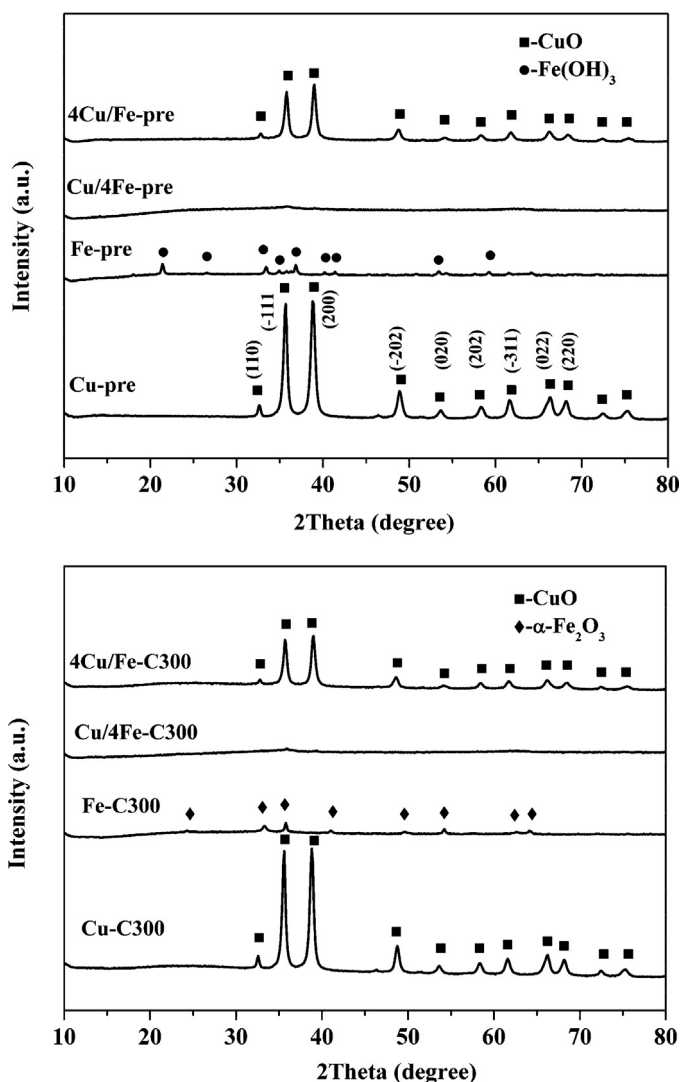 ■-CuO
●-Fe(OH)₃
4Cu/Fe-pre
Cu/4Fe-pre
Fe-pre
Cu-pre
(110)
(-111
(200)
(-202)
(020)
(202)
(-311)
(022)
(220)
Intensity (a.u.)
10 20 30 40 50 60 70 80
2Theta (degree)
■-CuO
♦-α-Fe₂O₃
4Cu/Fe-C300
Cu/4Fe-C300
Fe-C300
Cu-C300
Intensity (a.u.)
10 20 30 40 50 60 70 80
2Theta (degree)